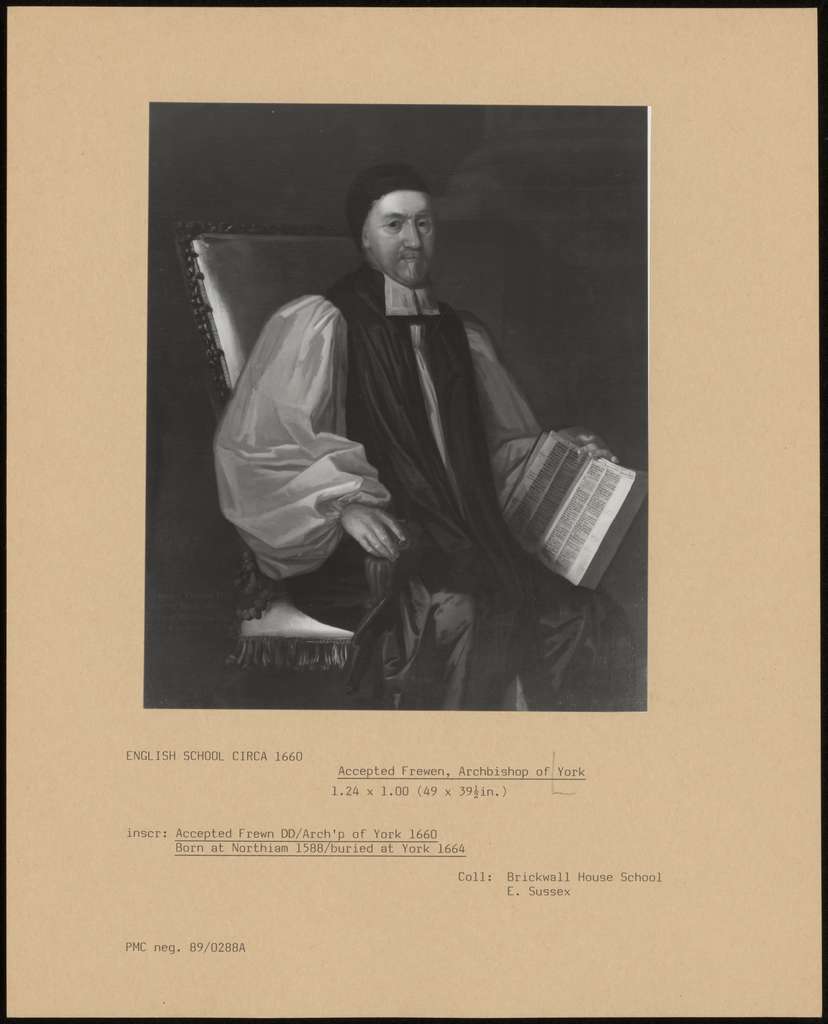 ENGLISH SCHOOL CIRCA 1660
Accepted Frewen, Archbishop of York
1.24 x 1.00 (49 x 39½in.)
inscr: Accepted Frewn DD/Arch'p of York 1660
Born at Northiam 1588/buried at York 1664
Coll: Brickwall House School
E. Sussex
PMC neg. 89/0288A